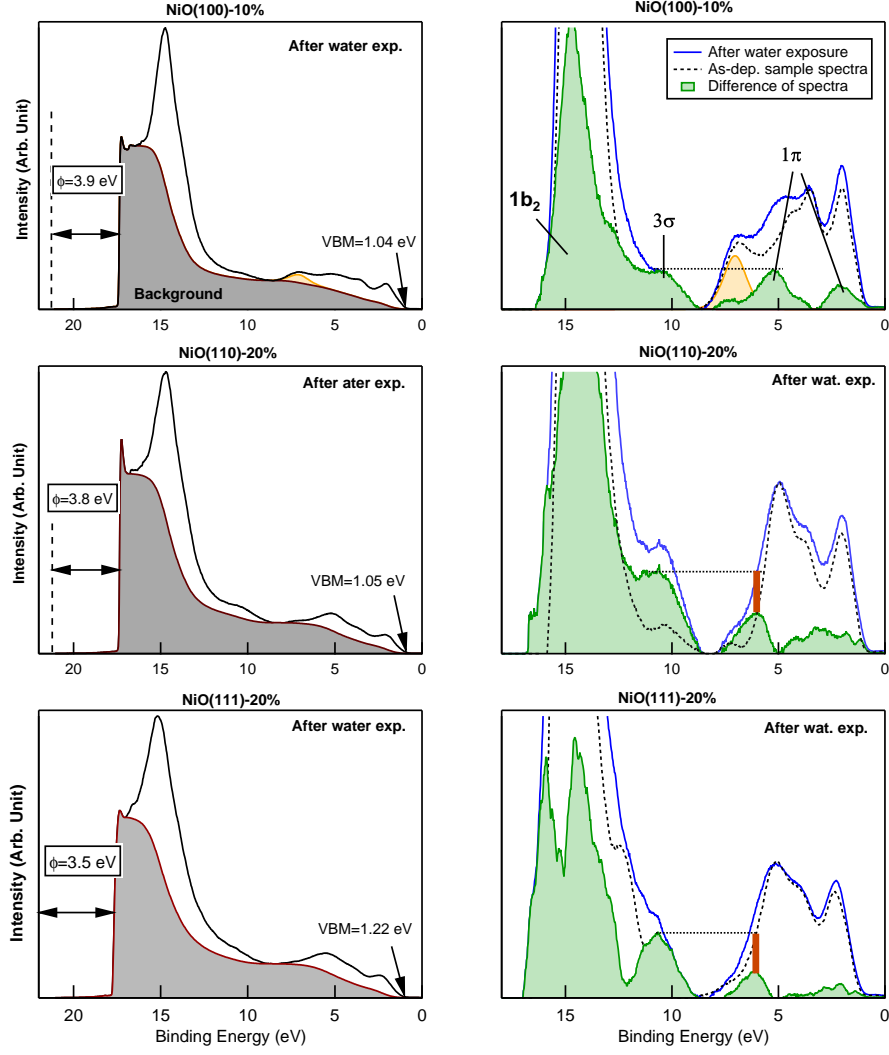 NiO(100)-10%
After water exp.
Intensity (Arb. Unit)
ϕ=3.9 eV
VBM=1.04 eV
Background
20
15
10
5
0
NiO(100)-10%
After water exposure
As-dep. sample spectra
Difference of spectra
1π
1b2
3σ
15
10
5
0
NiO(110)-20%
After ater exp.
Intensity (Arb. Unit)
ϕ=3.8 eV
VBM=1.05 eV
20
15
10
5
0
NiO(110)-20%
After wat. exp.
15
10
5
0
NiO(111)-20%
After water exp.
Intensity (Arb. Unit)
ϕ=3.5 eV
VBM=1.22 eV
20
15
10
5
0
Binding Energy (eV)
NiO(111)-20%
After wat. exp.
15
10
5
0
Binding Energy (eV)